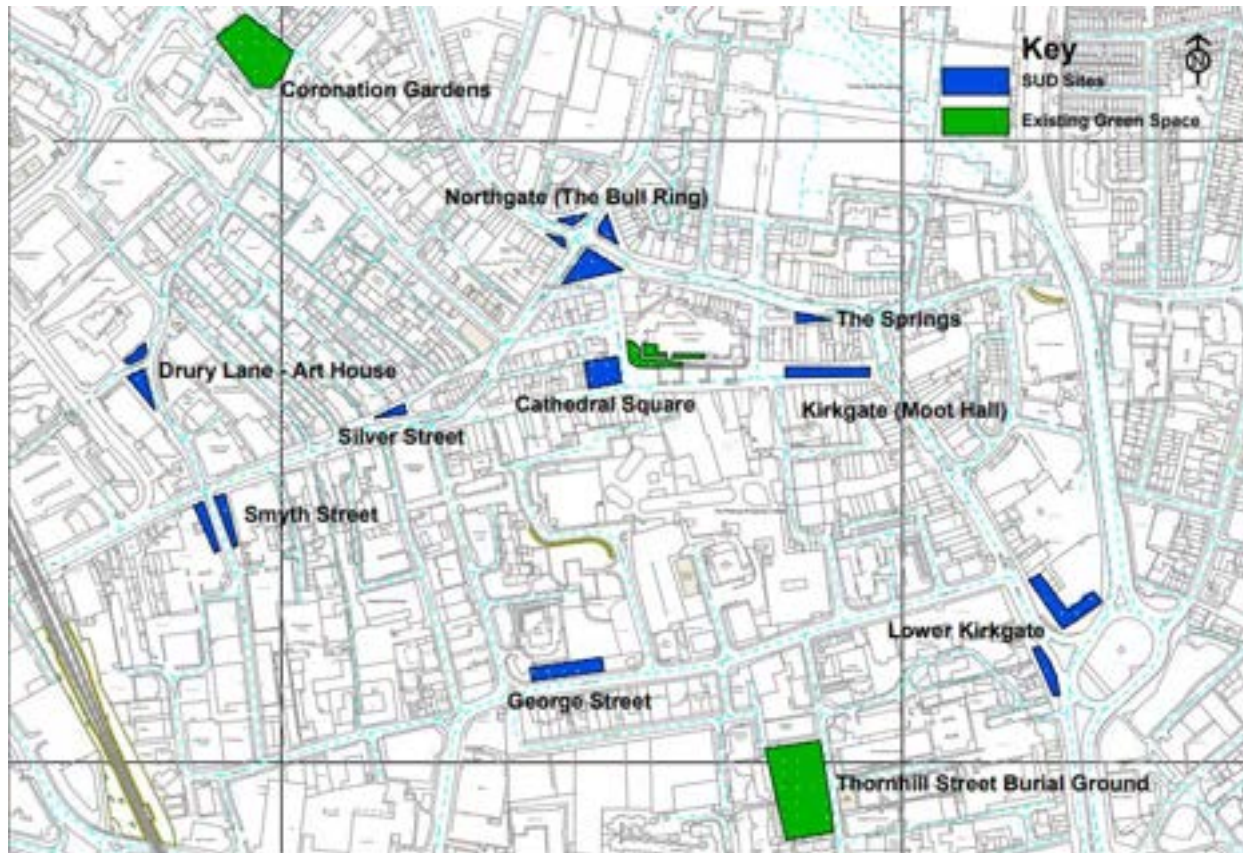 Key
N
SUD Sites
Existing Green Space
Coronation Gardens
Northgate (The Bull Ring)
The Springs
Drury Lane - Art House
Cathedral Square
Kirkgate (Moot Hall)
Silver Street
Smyth Street
Lower Kirkgate
George Street
Thornhill Street Burial Ground